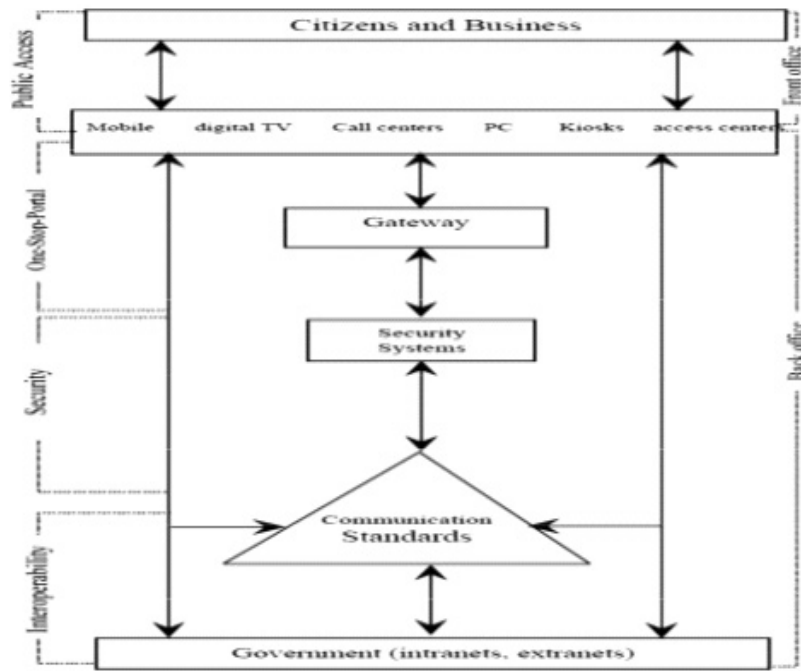 Citizens and Business
Public Access
Front office
Mobile digital TV Call centers PC Kiosks access centers
One-Stop-Portal
Gateway
Security
Systems
Security
Back office
Communication
Standards
Interoperability
Government (intranets, extranets)